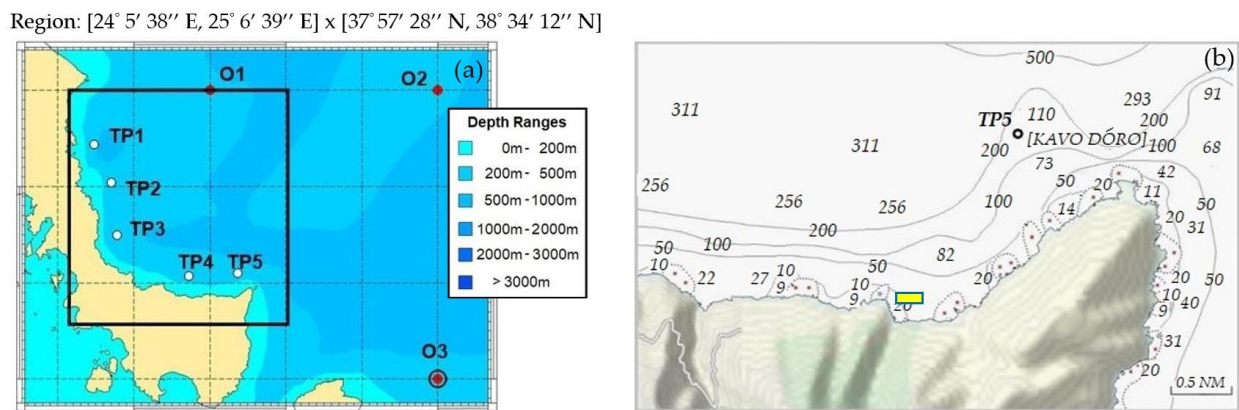 Region: [24° 5′ 38′′ E, 25° 6′ 39′′ E] x [37°57′ 28′′ N, 38° 34′ 12′′ N]
(a)
O1
O2
TP1
TP2
TP3
TP4 TP5
O3
Depth Ranges
0m- 200m
200m - 500m
500m-1000m
1000m-2000m
2000m-3000m
> 3000m
(b)
500
91
293
110
311
200
TP5
[KAVO DÓRO]
311
200
100
68
73
42
256
50
20
11
256
256
100
14
20
50
200
31
50
100
82
10
22
27
10
50
10
20
20
50
9
9
20
10
40
9
31
20
0.5 NM